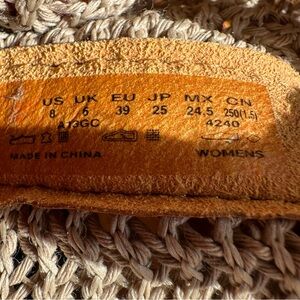 US UK EU JP MX CN
8 6 39 25 24.5 250(1.5)
A19GC 4240
MADE IN CHINA WOMENS